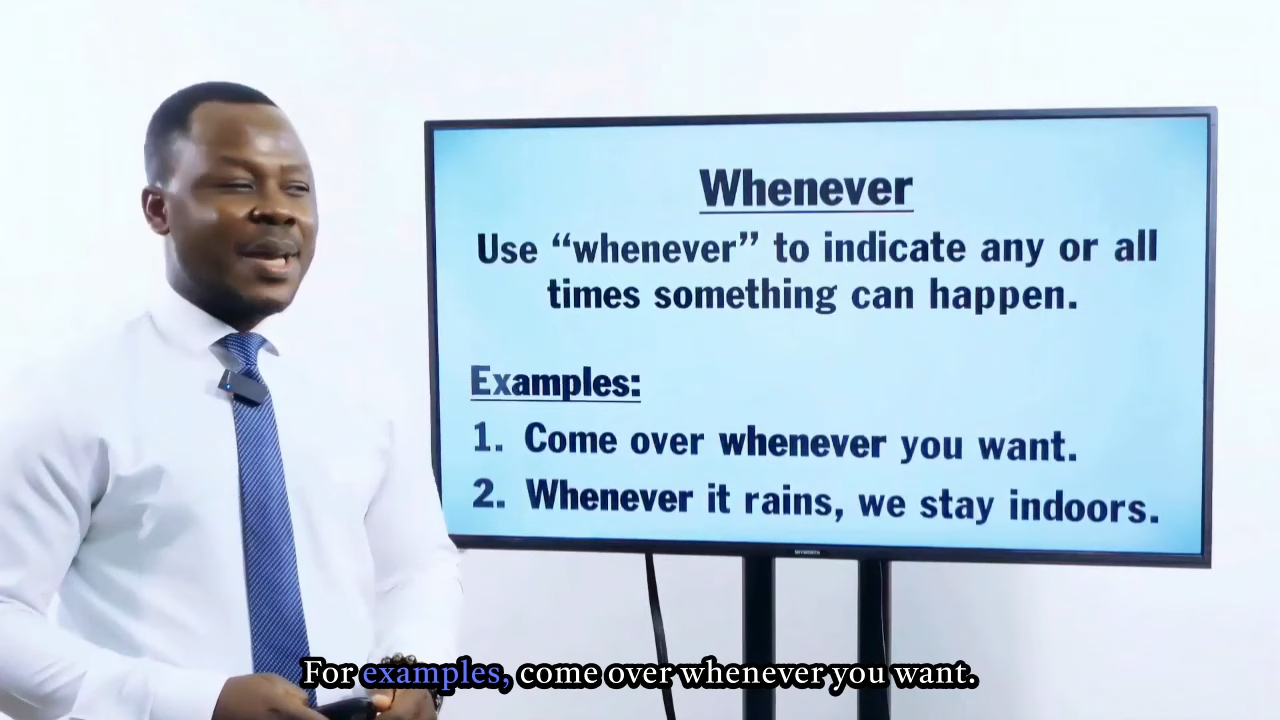 Whenever
Use “whenever” to indicate any or all
times something can happen.
Examples:
1. Come over whenever you want.
2. Whenever it rains, we stay indoors.
SKYWORTH
For examples, come over whenever you want.